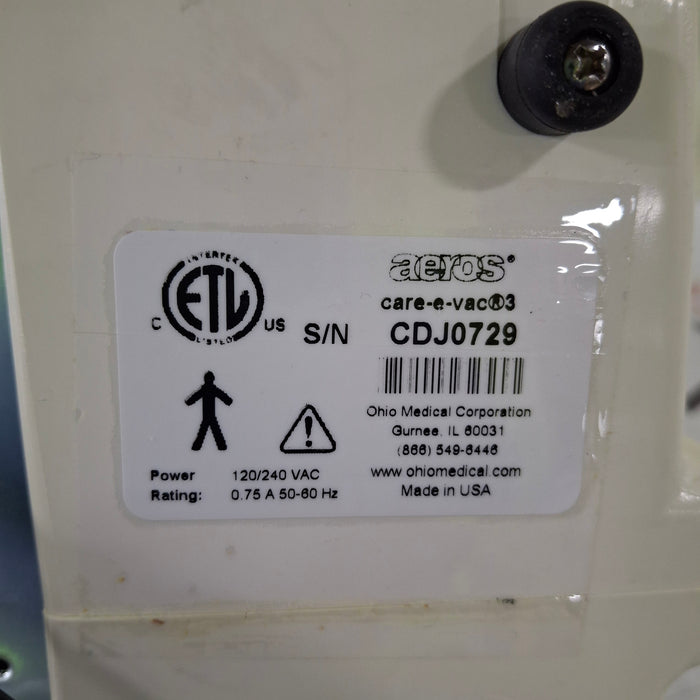 INTERTEK
ETL
LISTED
C US
aeros®
care-e-vac®3
S/N CDJ0729
Ohio Medical Corporation
Gurnee, IL 60031
(866) 549-6446
www.ohiomedical.com
Made in USA
Power 120/240 VAC
Rating: 0.75 A 50-60 Hz